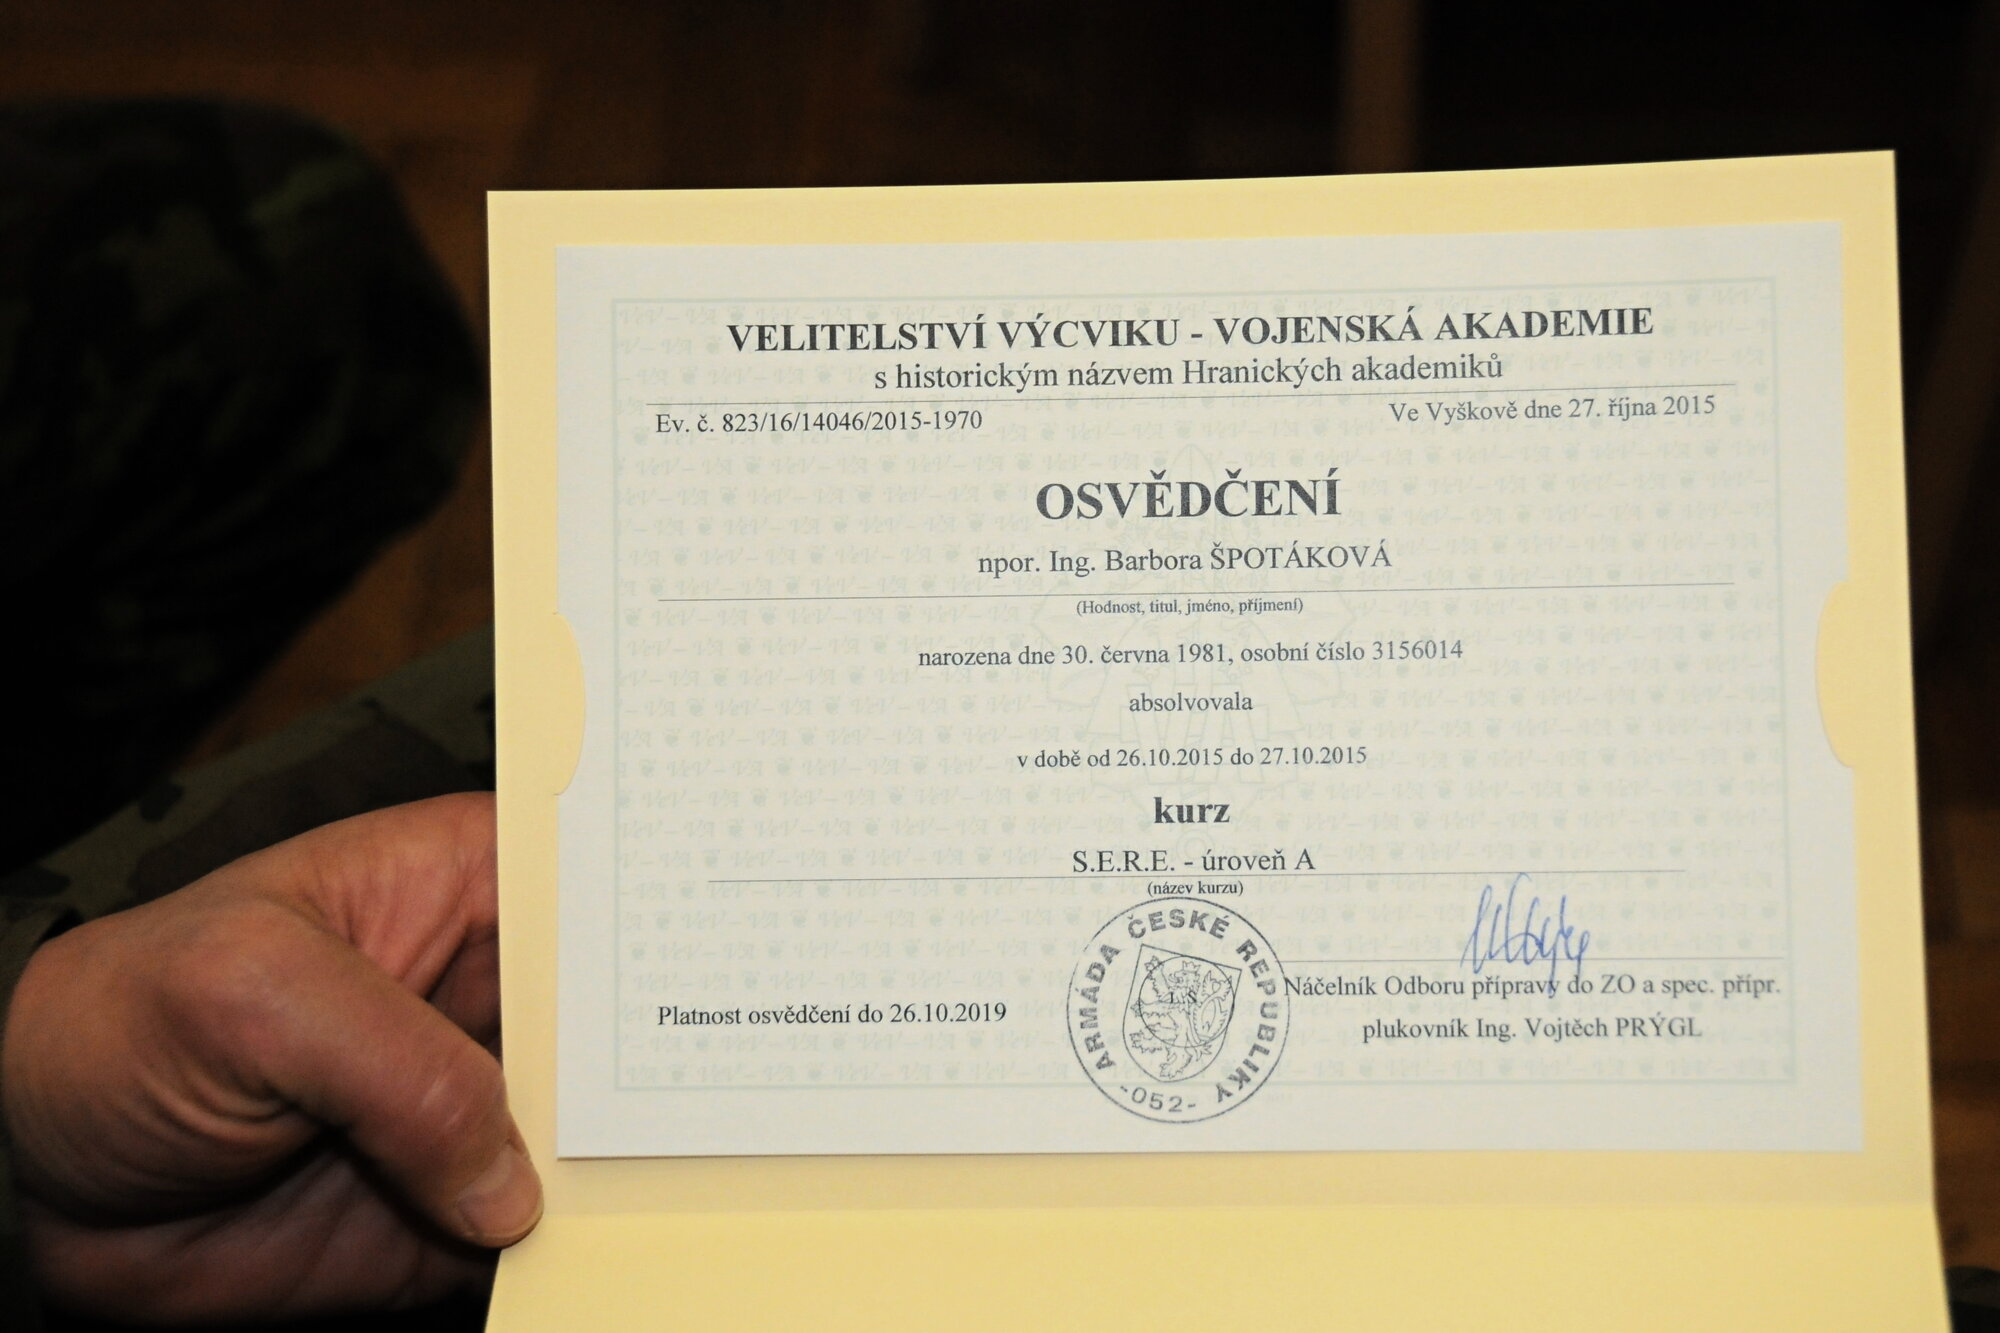 VELITELSTVÍ VÝCVIKU - VOJENSKÁ AKADEMIE
s historickým názvem Hranických akademiků
Ev. č. 823/16/14046/2015-1970 Ve Vyškově dne 27. října 2015
OSVĚDČENÍ
npor. Ing. Barbora ŠPOTÁKOVÁ
(Hodnost, titul, jméno, příjmení)
narozena dne 30. června 1981, osobní číslo 3156014
absolvovala
v době od 26.10.2015 do 27.10.2015
kurz
S.E.R.E. - úroveň A
(název kurzu)
ARMÁDA ČESKÉ REPUBLIKY
L.S.
-052-
Platnost osvědčení do 26.10.2019
Náčelník Odboru přípravy do ZO a spec. přípr.
plukovník Ing. Vojtěch PRÝGL